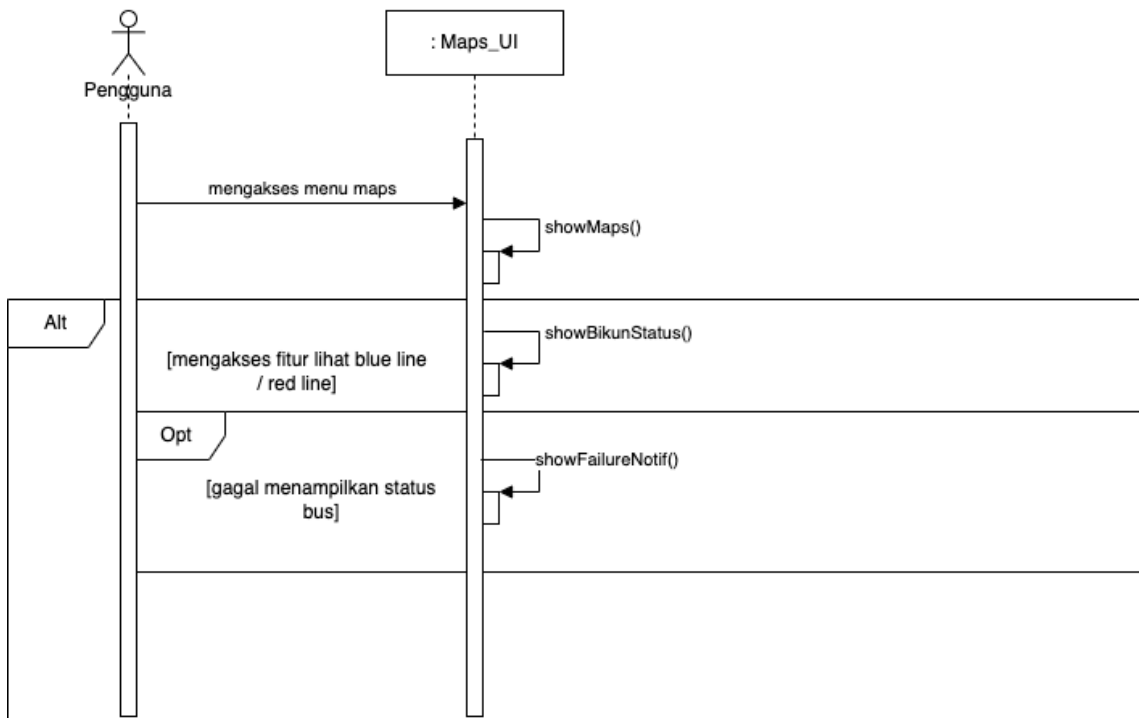 : Maps_UI
Pengguna
mengakses menu maps
showMaps()
Alt
showBikunStatus()
[mengakses fitur lihat blue line
/ red line]
Opt
showFailureNotif()
[gagal menampilkan status
bus]